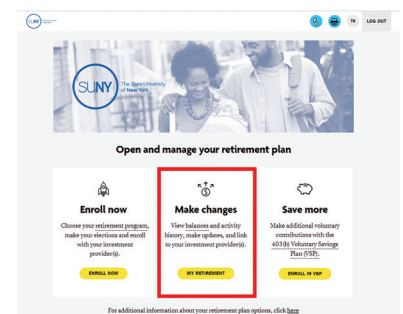 SUNY
TB
LOG OUT
SUNY
The State University
of New York
Open and manage your retirement plan
Enroll now
Choose your retirement program,
make your elections and enroll
with your investment
provider(s).
ENROLL NOW
Make changes
View balances and activity
history, make updates, and link
to your investment provider(s).
MY RETIREMENT
Save more
Make additional voluntary
contributions with the
403(b) Voluntary Savings
Plan (VSP).
ENROLL IN VSP
For additional information about your retirement plan options, click here